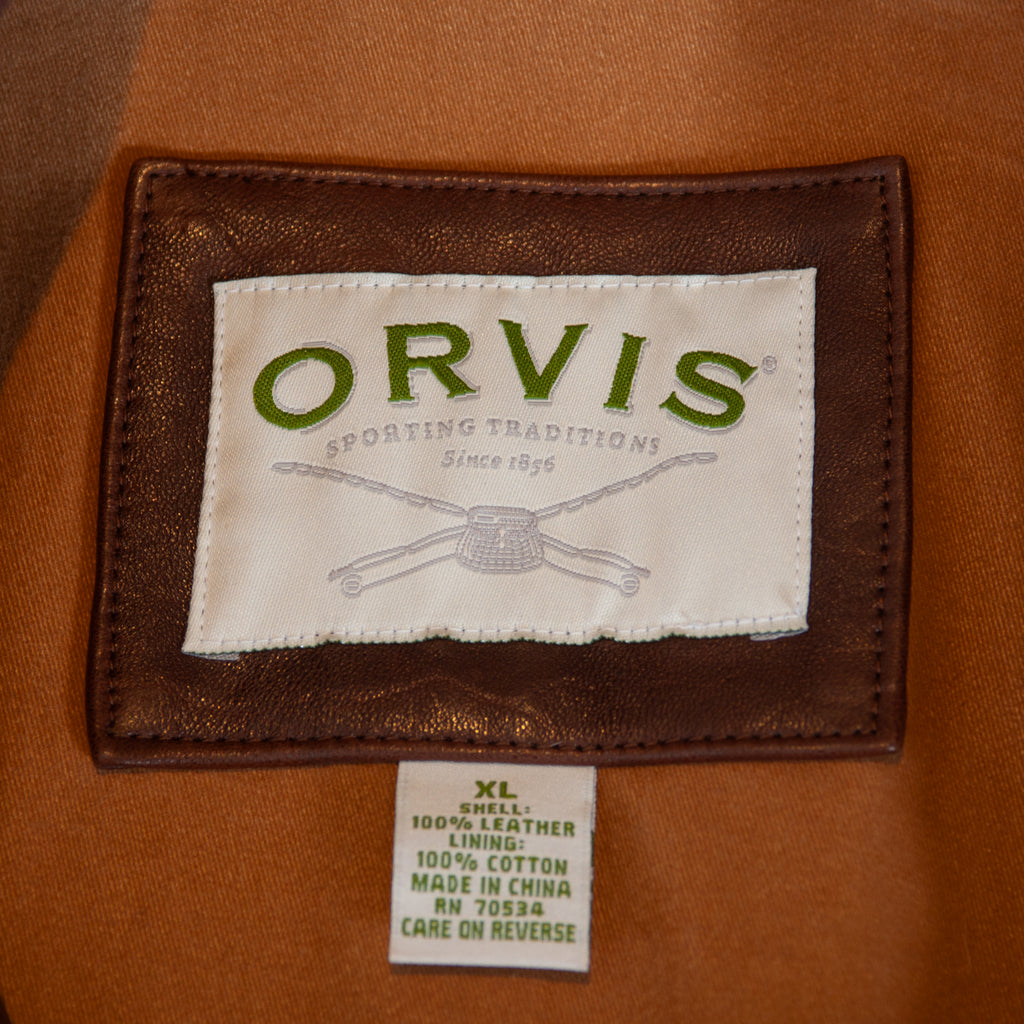 ORVIS®
SPORTING TRADITIONS
Since 1856
XL
SHELL:
100% LEATHER
LINING:
100% COTTON
MADE IN CHINA
RN 70534
CARE ON REVERSE